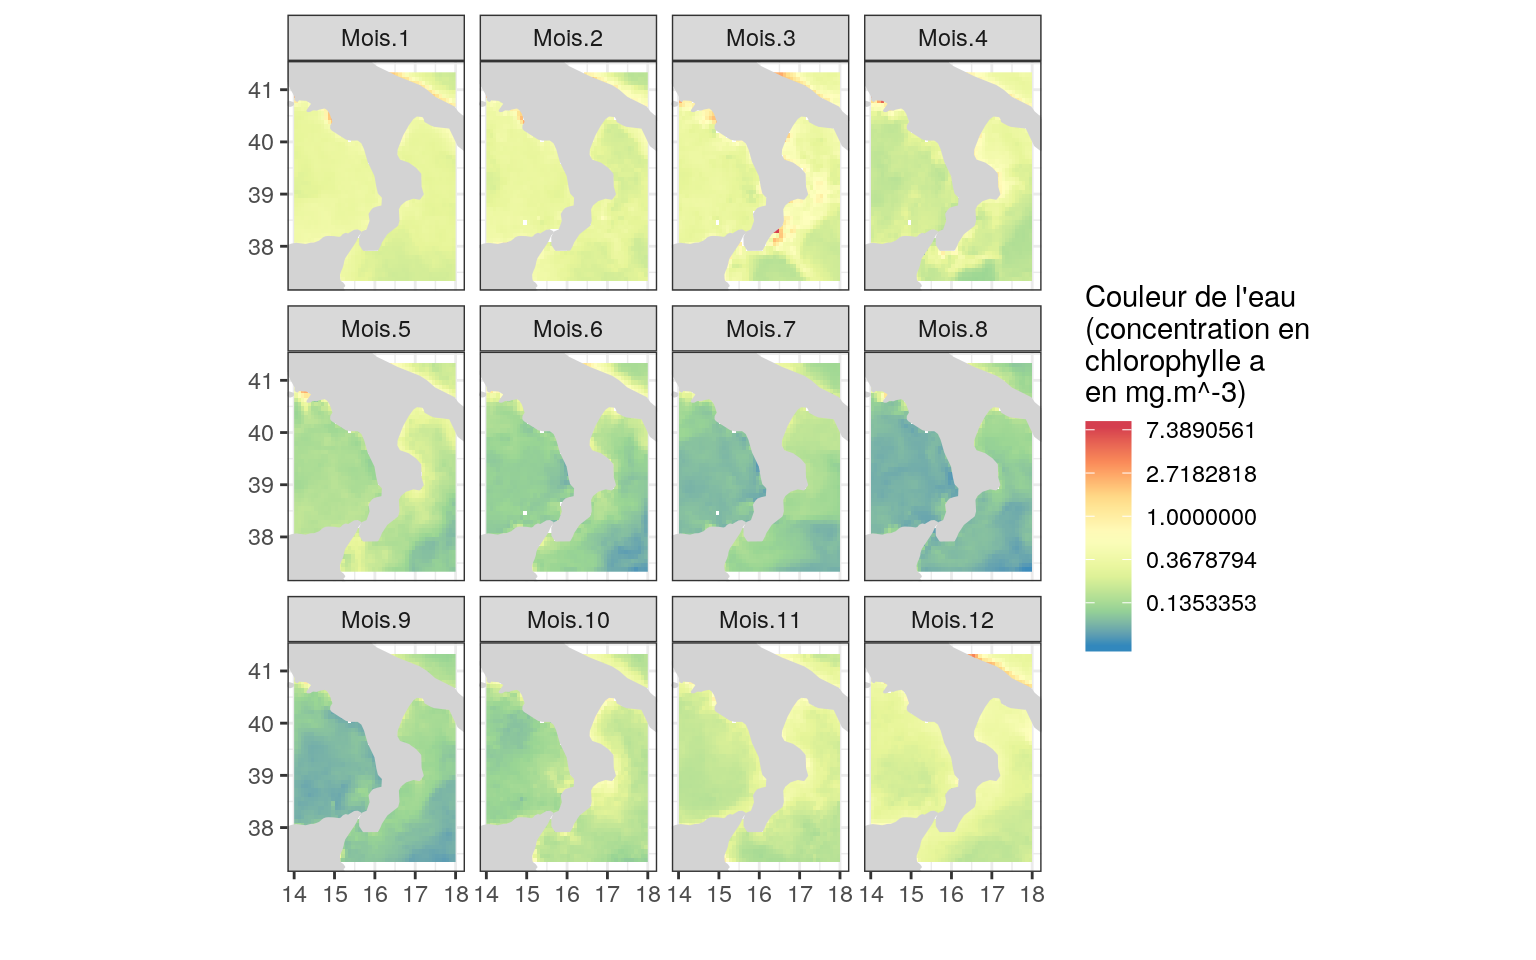 Mois.1 Mois.2 Mois.3 Mois.4
41
40
39
38
Mois.5 Mois.6 Mois.7 Mois.8
41
40
39
38
Mois.9 Mois.10 Mois.11 Mois.12
41
40
39
38
14 15 16 17 18 14 15 16 17 18 14 15 16 17 18 14 15 16 17 18
Couleur de l'eau
(concentration en
chlorophylle a
en mg.m^-3)
7.3890561
2.7182818
1.0000000
0.3678794
0.1353353